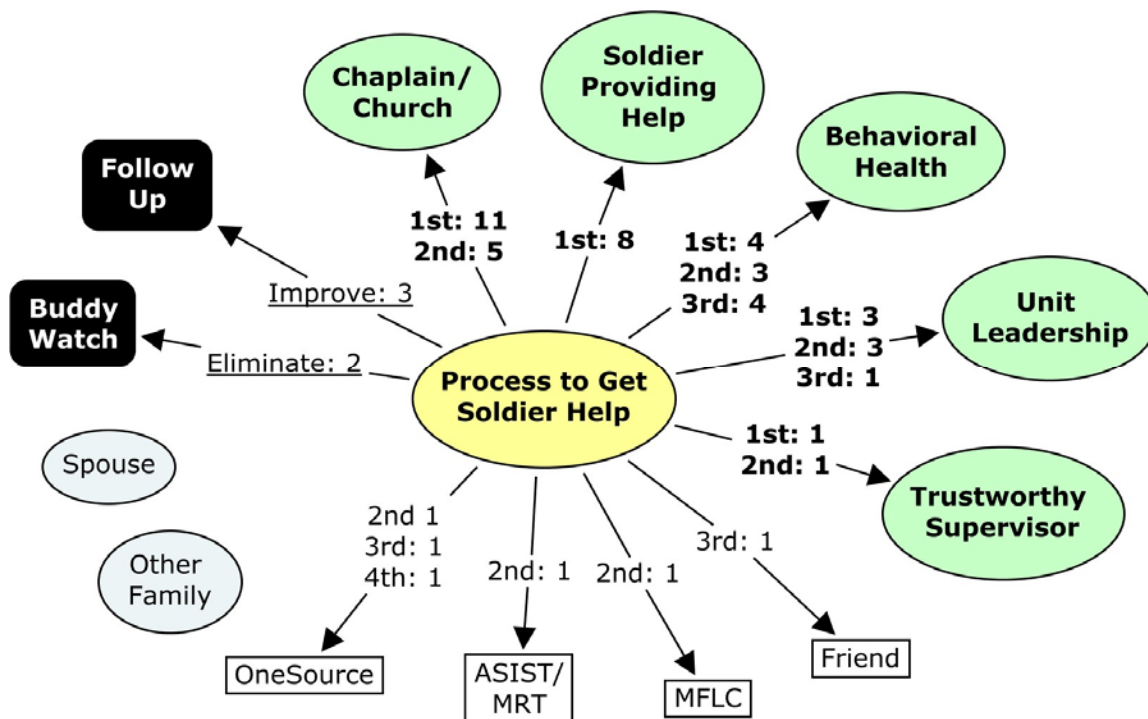 Chaplain/
Church
Soldier
Providing
Help
Behavioral
Health
Follow
Up
1st: 11
2nd: 5
1st: 8
1st: 4
2nd: 3
3rd: 4
Improve: 3
Buddy
Watch
Eliminate: 2
Unit
Leadership
1st: 3
2nd: 3
3rd: 1
Process to Get
Soldier Help
1st: 1
2nd: 1
Trustworthy
Supervisor
Spouse
Other
Family
2nd 1
3rd: 1
4th: 1
2nd: 1
2nd: 1
3rd: 1
OneSource
ASIST/
MRT
MFLC
Friend